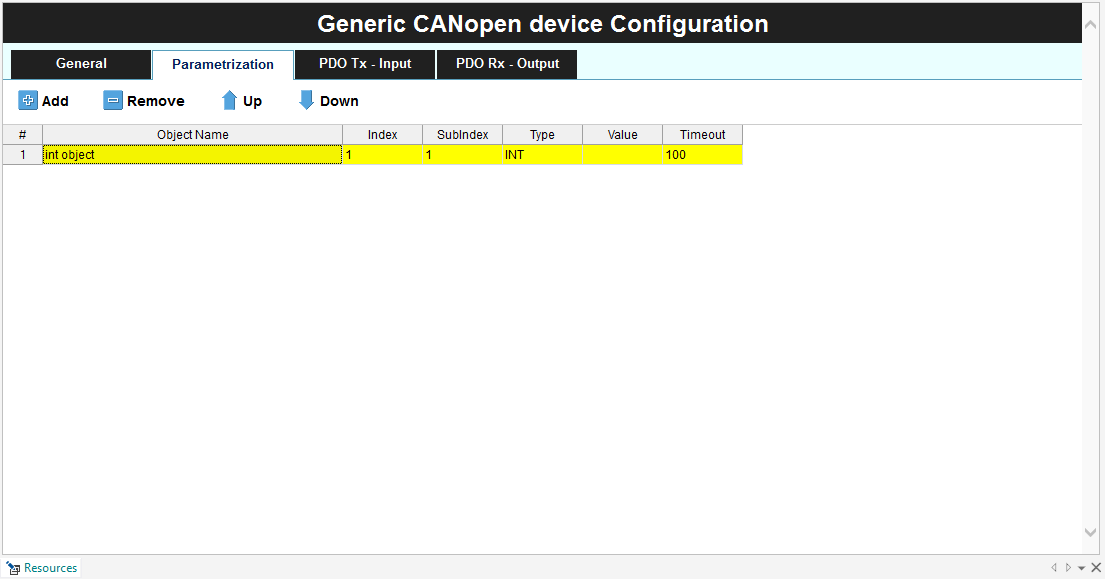 Generic CANopen device Configuration
General Parametrization PDO Tx - Input PDO Rx - Output
Add Remove Up Down
# Object Name Index SubIndex Type Value Timeout
1 int object 1 1 INT 100
Resources